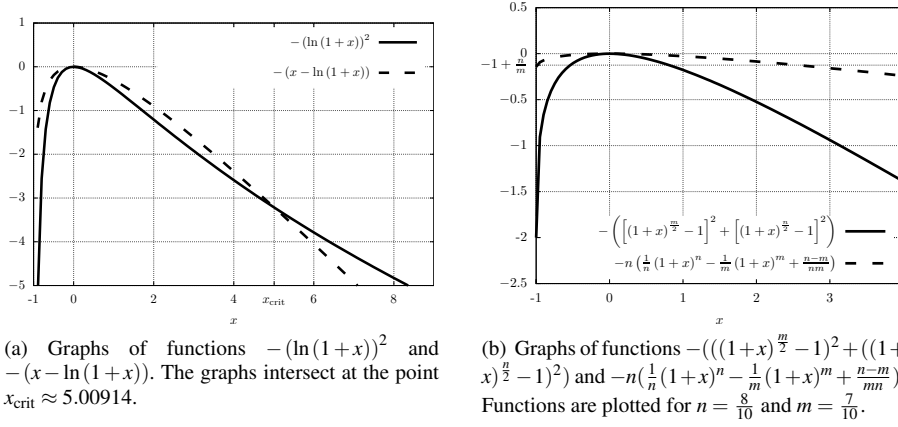 1
0
−1
−2
−3
−4
−5
-1 0 2 4 x_crit 6 8
x
−(ln (1+x))²
−(x−ln (1+x))
0.5
0
−1 + n/m
−0.5
−1
−1.5
−2
−2.5
-1 0 1 2 3 4
x
−([(1+x)^{m/2} −1]² + [(1+x)^{n/2} −1]²)
−n (1/n (1+x)^n − 1/m (1+x)^m + (n−m)/(nm))
(a) Graphs of functions −(ln (1+x))² and
−(x−ln (1+x)). The graphs intersect at the point
x_crit ≈ 5.00914.
(b) Graphs of functions −(((1+x)^{m/2} −1)² +((1+
x)^{n/2} −1)²) and −n(1/n (1+x)^n − 1/m (1+x)^m + (n−m)/(mn)
Functions are plotted for n = 8/10 and m = 7/10.